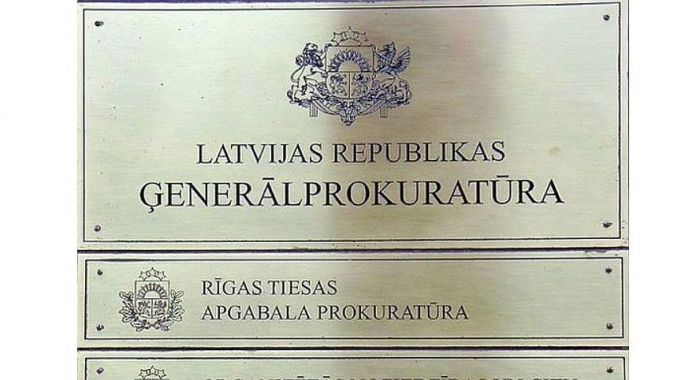 LATVIJAS REPUBLIKAS
ĢENERĀLPROKURATŪRA
RĪGAS TIESAS
APGABALA PROKURATŪRA